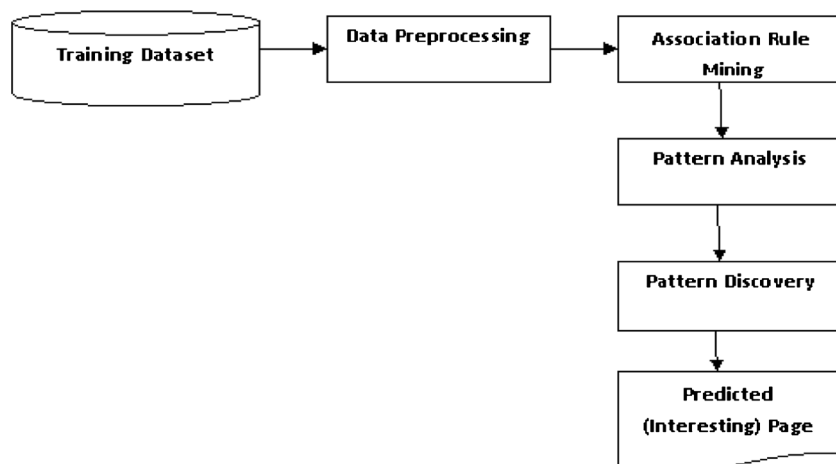 Training Dataset
Data Preprocessing
Association Rule
Mining
Pattern Analysis
Pattern Discovery
Predicted
(Interesting) Page